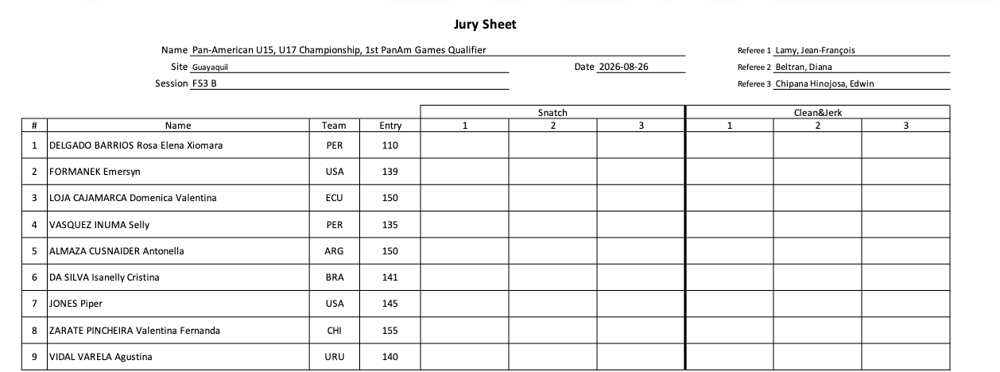 Jury Sheet
Name Pan-American U15, U17 Championship, 1st PanAm Games Qualifier Referee 1 Lamy, Jean-François
Site Guayaquil Date 2026-08-26 Referee 2 Beltran, Diana
Session F53 B Referee 3 Chipana Hinojosa, Edwin
Snatch Clean&Jerk
# Name Team Entry 1 2 3 1 2 3
1 DELGADO BARRIOS Rosa Elena Xiomara PER 110
2 FORMANEK Emersyn USA 139
3 LOJA CAJAMARCA Domenica Valentina ECU 150
4 VASQUEZ INUMA Selly PER 135
5 ALMAZA CUSNAIDER Antonella ARG 150
6 DA SILVA Isanelly Cristina BRA 141
7 JONES Piper USA 145
8 ZARATE PINCHEIRA Valentina Fernanda CHI 155
9 VIDAL VARELA Agustina URU 140